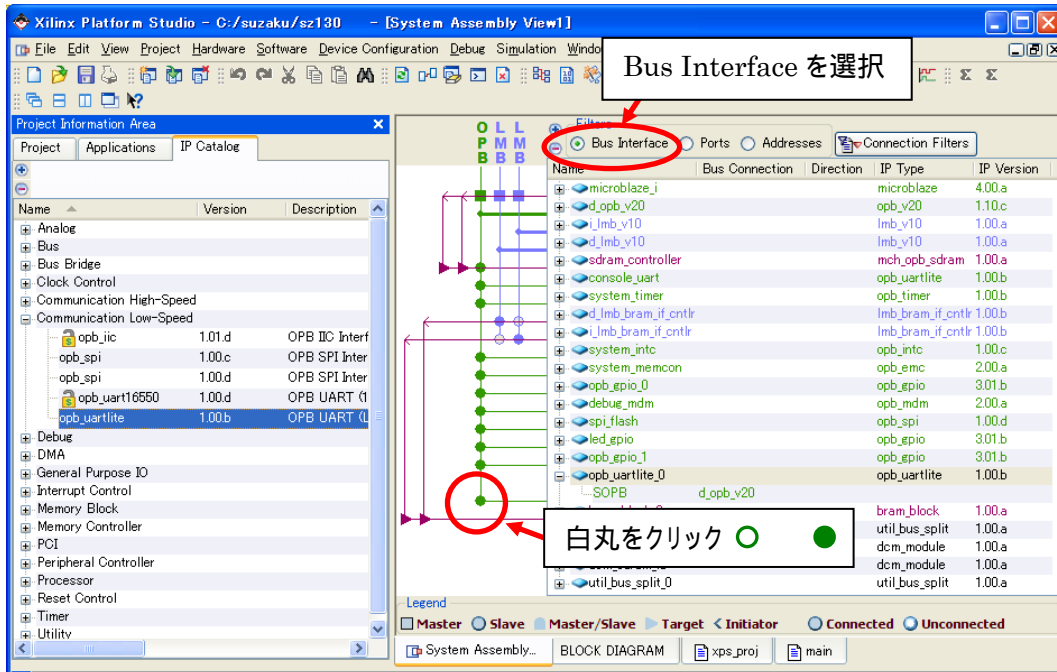 Xilinx Platform Studio - C:/suzaku/sz130 - [System Assembly View1]
File Edit View Project Hardware Software Device Configuration Debug Simulation
Bus Interface を選択
Project Information Area
Project Applications IP Catalog
Name Version Description
Analog
Bus
Bus Bridge
Clock Control
Communication High-Speed
Communication Low-Speed
opb_iic 1.01.d OPB IIC Interf
opb_spi 1.00.c OPB SPI Inter
opb_spi 1.00.d OPB SPI Inter
opb_uart16550 1.00.d OPB UART (1
opb_uartlite 1.00.b OPB UART (L
Debug
DMA
General Purpose IO
Interrupt Control
Memory Block
Memory Controller
PCI
Peripheral Controller
Processor
Reset Control
Timer
Utility
OPB LMB LMB
Filters
Bus Interface Ports Addresses Connection Filters
Name Bus Connection Direction IP Type IP Version
microblaze_i microblaze 4.00.a
d_opb_v20 opb_v20 1.10.c
i_lmb_v10 lmb_v10 1.00.a
d_lmb_v10 lmb_v10 1.00.a
sdram_controller mch_opb_sdram 1.00.a
console_uart opb_uartlite 1.00.b
system_timer opb_timer 1.00.b
d_lmb_bram_if_cntlr lmb_bram_if_cntlr 1.00.b
i_lmb_bram_if_cntlr lmb_bram_if_cntlr 1.00.b
system_intc opb_intc 1.00.c
system_memcon opb_emc 2.00.a
opb_gpio_0 opb_gpio 3.01.b
debug_mdm opb_mdm 2.00.a
spi_flash opb_spi 1.00.d
led_gpio opb_gpio 3.01.b
opb_gpio_1 opb_gpio 3.01.b
opb_uartlite_0 opb_uartlite 1.00.b
SOPB d_opb_v20
bram_block 1.00.a
util_bus_split 1.00.a
dcm_module 1.00.a
dcm_module 1.00.a
util_bus_split_0 util_bus_split 1.00.a
白丸をクリック
Legend
Master Slave Master/Slave Target Initiator Connected Unconnected
System Assembly... BLOCK DIAGRAM xps_proj main